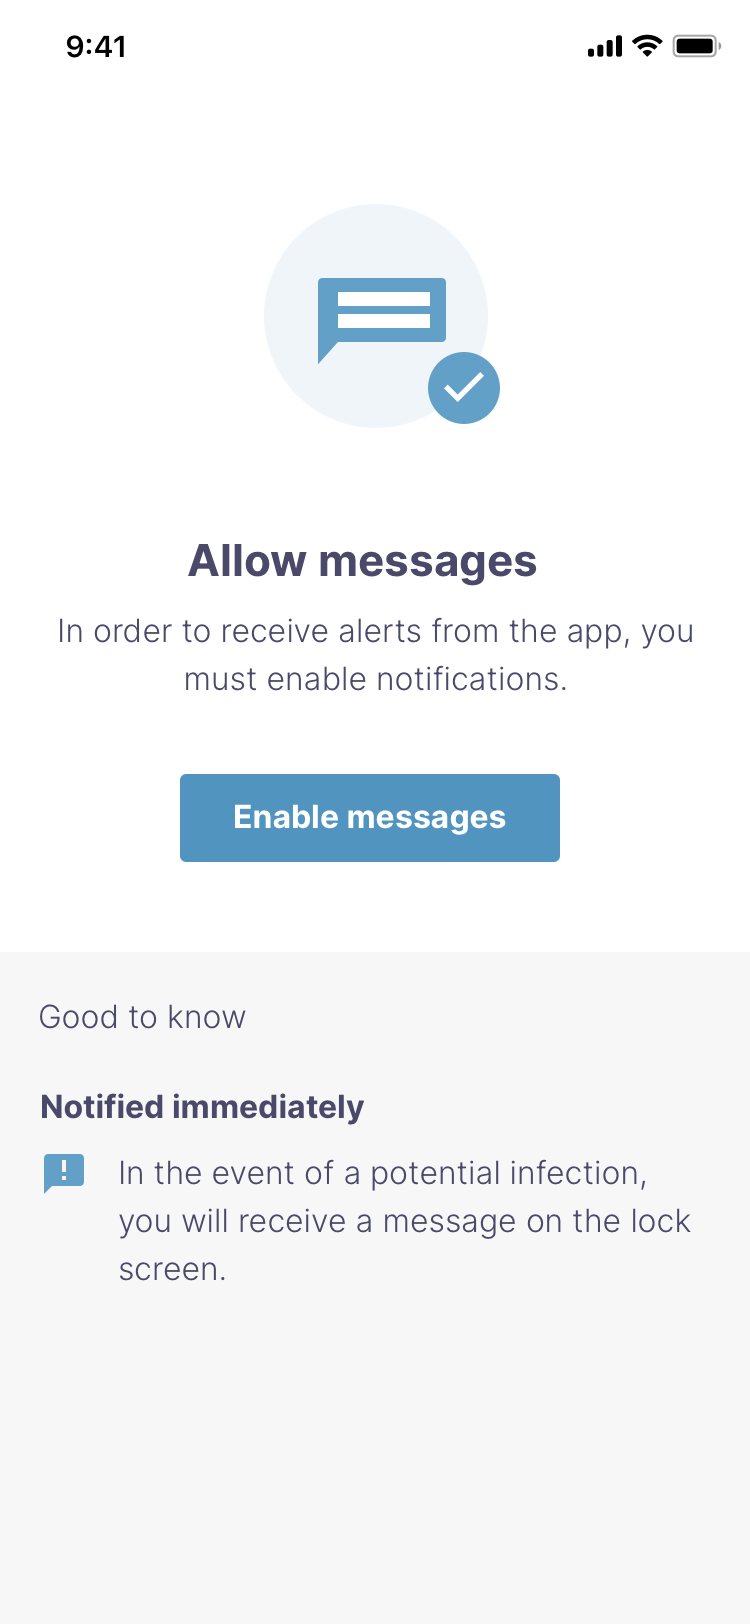 9:41
Allow messages
In order to receive alerts from the app, you
must enable notifications.
Enable messages
Good to know
Notified immediately
In the event of a potential infection,
you will receive a message on the lock
screen.